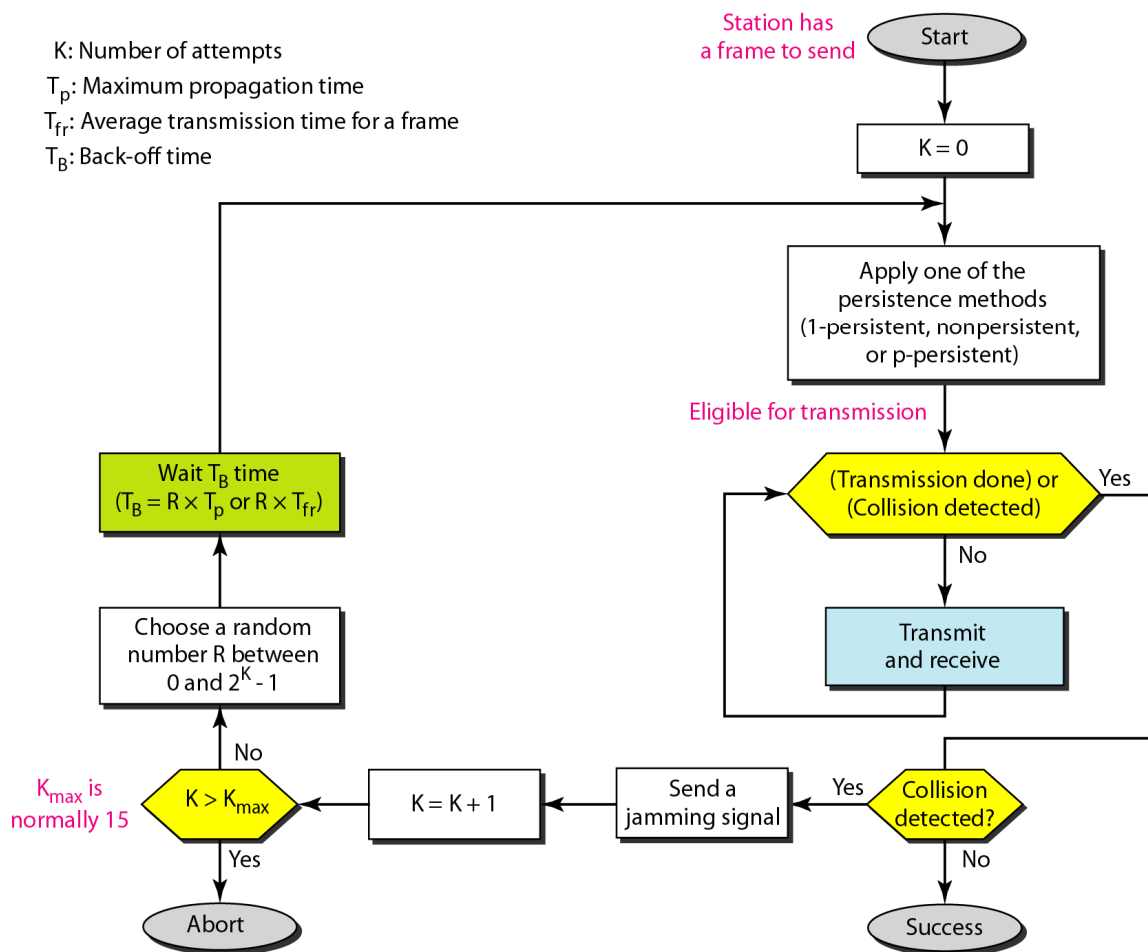 K: Number of attempts
Tp: Maximum propagation time
Tfr: Average transmission time for a frame
TB: Back-off time
Station has
a frame to send
Start
K = 0
Apply one of the
persistence methods
(1-persistent, nonpersistent,
or p-persistent)
Eligible for transmission
(Transmission done) or
(Collision detected)
Yes
No
Transmit
and receive
Wait TB time
(TB = R × Tp or R × Tfr)
Choose a random
number R between
0 and 2^K - 1
No
Kmax is
normally 15
K > Kmax
Yes
Abort
K = K + 1
Send a
jamming signal
Yes
Collision
detected?
No
Success